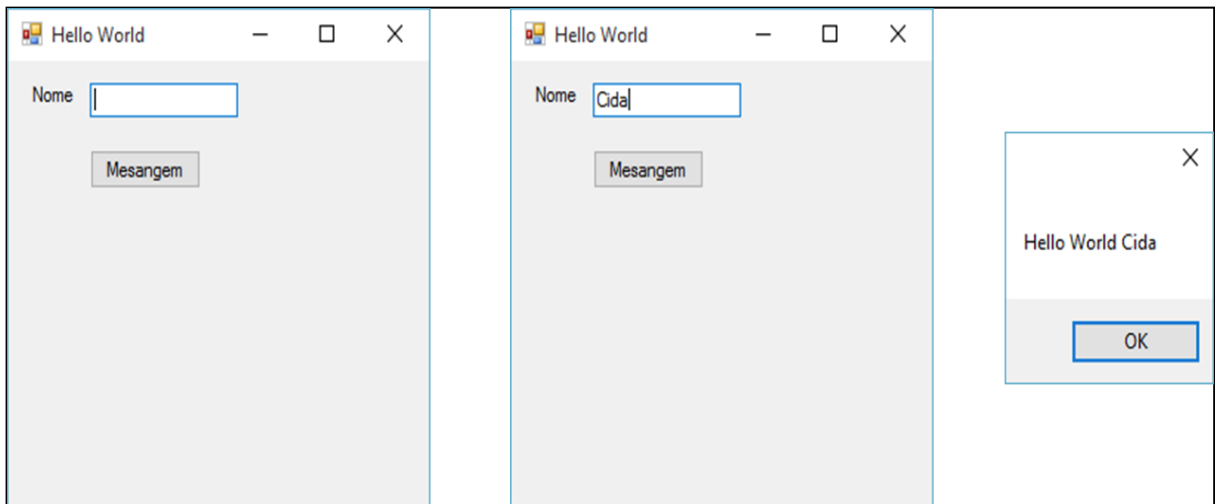 Hello World
Nome
Mesangem
Hello World
Nome Cida
Mesangem
Hello World Cida
OK